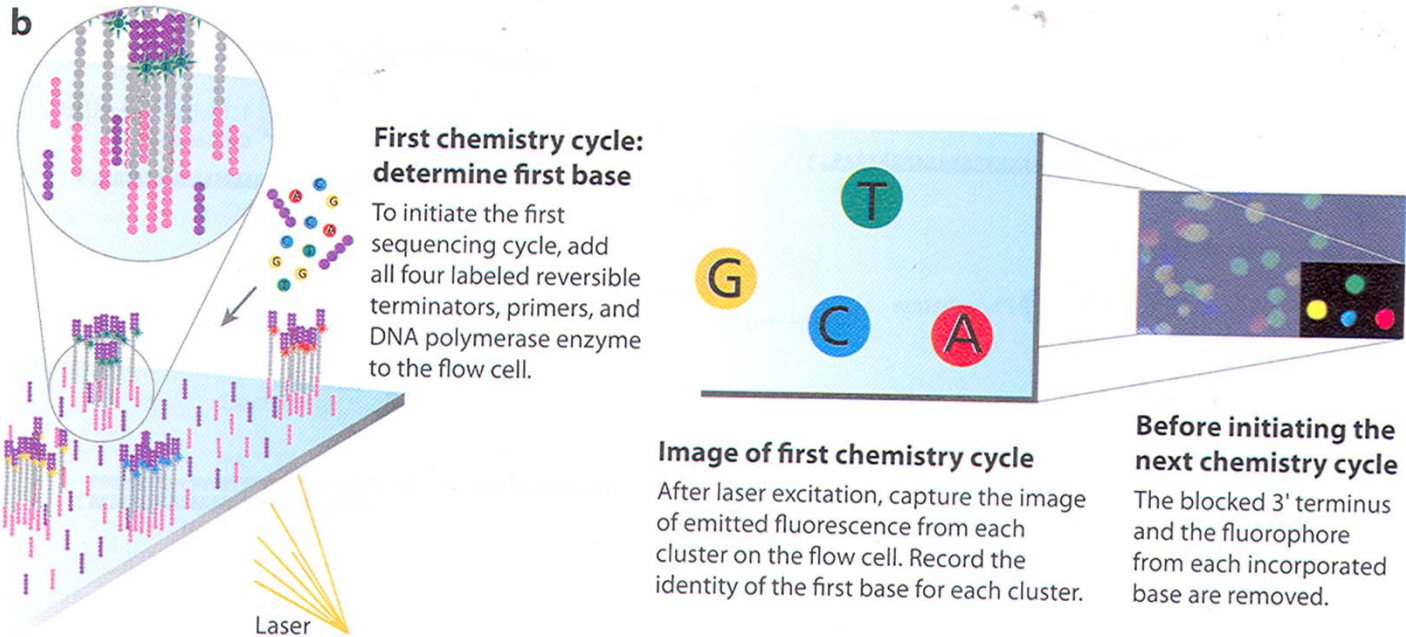 b
First chemistry cycle:
determine first base
To initiate the first
sequencing cycle, add
all four labeled reversible
terminators, primers, and
DNA polymerase enzyme
to the flow cell.
A
C
G
C
A
C
T
G
G
T
Laser
T
G
C
A
Image of first chemistry cycle
After laser excitation, capture the image
of emitted fluorescence from each
cluster on the flow cell. Record the
identity of the first base for each cluster.
Before initiating the
next chemistry cycle
The blocked 3' terminus
and the fluorophore
from each incorporated
base are removed.